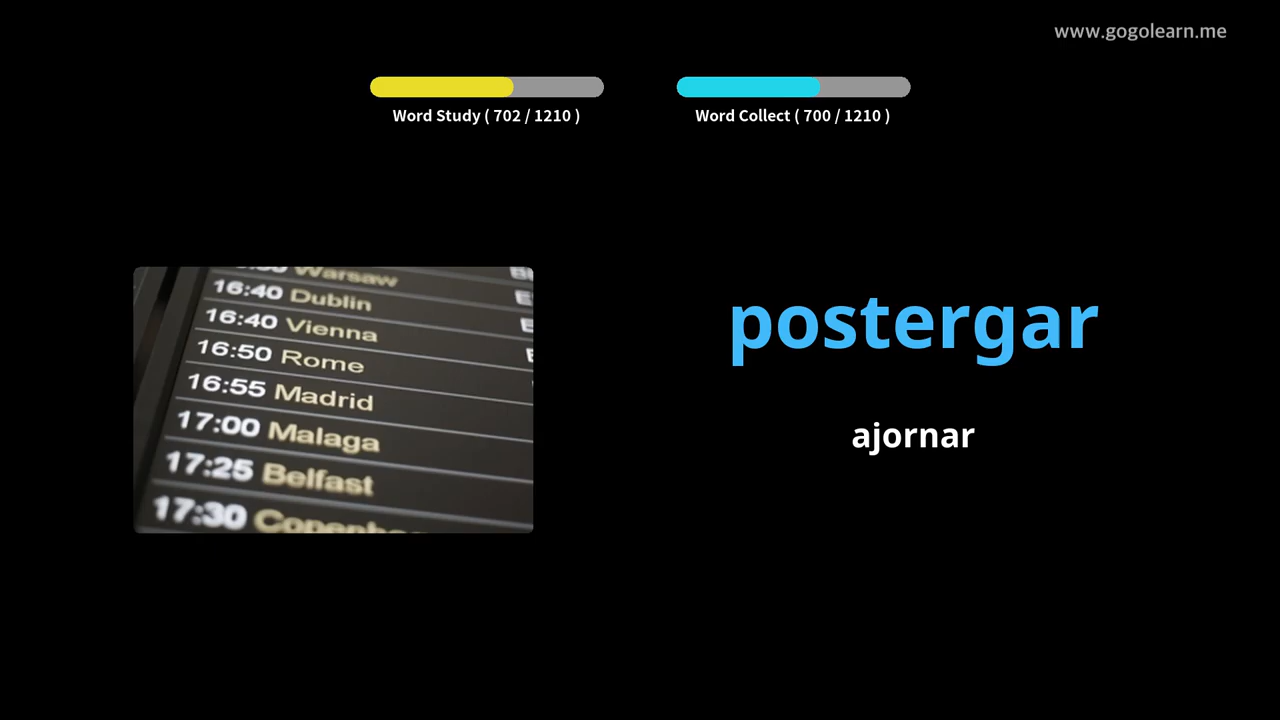 www.gogolearn.me
Word Study ( 702 / 1210 )
Word Collect ( 700 / 1210 )
Warsaw
16:40 Dublin
16:40 Vienna
16:50 Rome
16:55 Madrid
17:00 Malaga
17:25 Belfast
17:30
postergar
ajornar